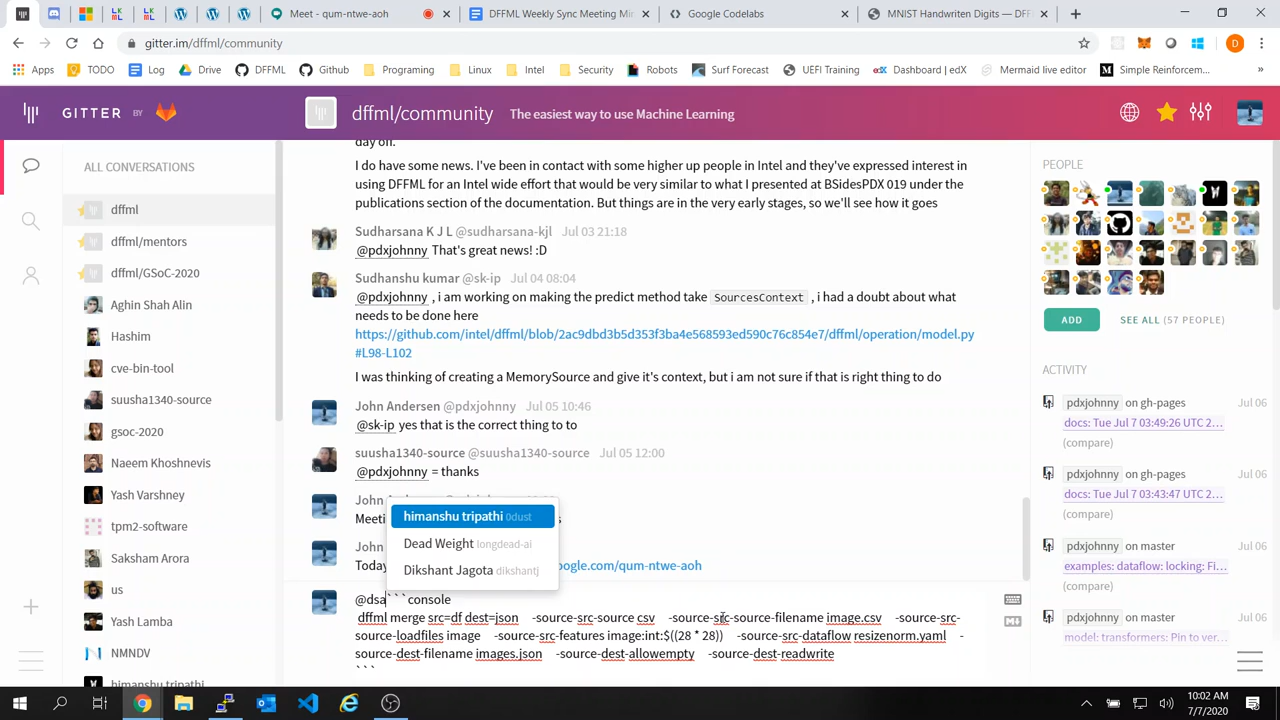 Meet - qum-ntwe-aoh
DFFML Weekly Sync Meeting Mi
Google Codelabs
MNIST Handwriten Digits — DFF
gitter.im/dffml/community
Apps
TODO
Log
Drive
DFFML
Github
Programing
Linux
Intel
Security
Robots
Surf Forecast
UEFI Training
Dashboard | edX
Mermaid live editor
Simple Reinforcem...
GITTER BY
dffml/community
The easiest way to use Machine Learning
ALL CONVERSATIONS
dffml
dffml/mentors
dffml/GSoC-2020
Aghin Shah Alin
Hashim
cve-bin-tool
suusha1340-source
gsoc-2020
Naeem Khoshnevis
Yash Varshney
tpm2-software
Saksham Arora
us
Yash Lamba
NMNDV
himanshu tripathi
day off.
I do have some news. I've been in contact with some higher up people in Intel and they've expressed interest in
using DFFML for an Intel wide effort that would be very similar to what I presented at BSidesPDX 019 under the
publications section of the documentation. But things are in the very early stages, so we'll see how it goes
Sudharsana K J L @sudharsana-kjl Jul 03 21:18
@pdxjohnny That's great news! :D
Sudhanshu kumar @sk-ip Jul 04 08:04
@pdxjohnny , i am working on making the predict method take SourcesContext , i had a doubt about what
needs to be done here
https://github.com/intel/dffml/blob/2ac9dbd3b5d353f3ba4e568593ed590c76c854e7/dffml/operation/model.py
#L98-L102
I was thinking of creating a MemorySource and give it's context, but i am not sure if that is right thing to do
John Andersen @pdxjohnny Jul 05 10:46
@sk-ip yes that is the correct thing to to
suusha1340-source @suusha1340-source Jul 05 12:00
@pdxjohnny = thanks
John
Meeti
John
Today
oogle.com/qum-ntwe-aoh
himanshu tripathi 0dust
Dead Weight longdead-ai
Dikshant Jagota dikshantj
@dsa```console
dffml merge src=df dest=json -source-src-source csv -source-src-source-filename image.csv -source-src-
source-loadfiles image -source-src-features image:int:$((28 * 28)) -source-src-dataflow resizenorm.yaml -
source-dest-filename images.json -source-dest-allowempty -source-dest-readwrite
```
PEOPLE
ADD
SEE ALL (57 PEOPLE)
ACTIVITY
pdxjohnny on gh-pages Jul 06
docs: Tue Jul 7 03:49:26 UTC 2...
(compare)
pdxjohnny on gh-pages Jul 06
docs: Tue Jul 7 03:43:47 UTC 2...
(compare)
pdxjohnny on master Jul 06
examples: dataflow: locking: Fi...
(compare)
pdxjohnny on master Jul 06
model: transformers: Pin to ver...
10:02 AM
7/7/2020